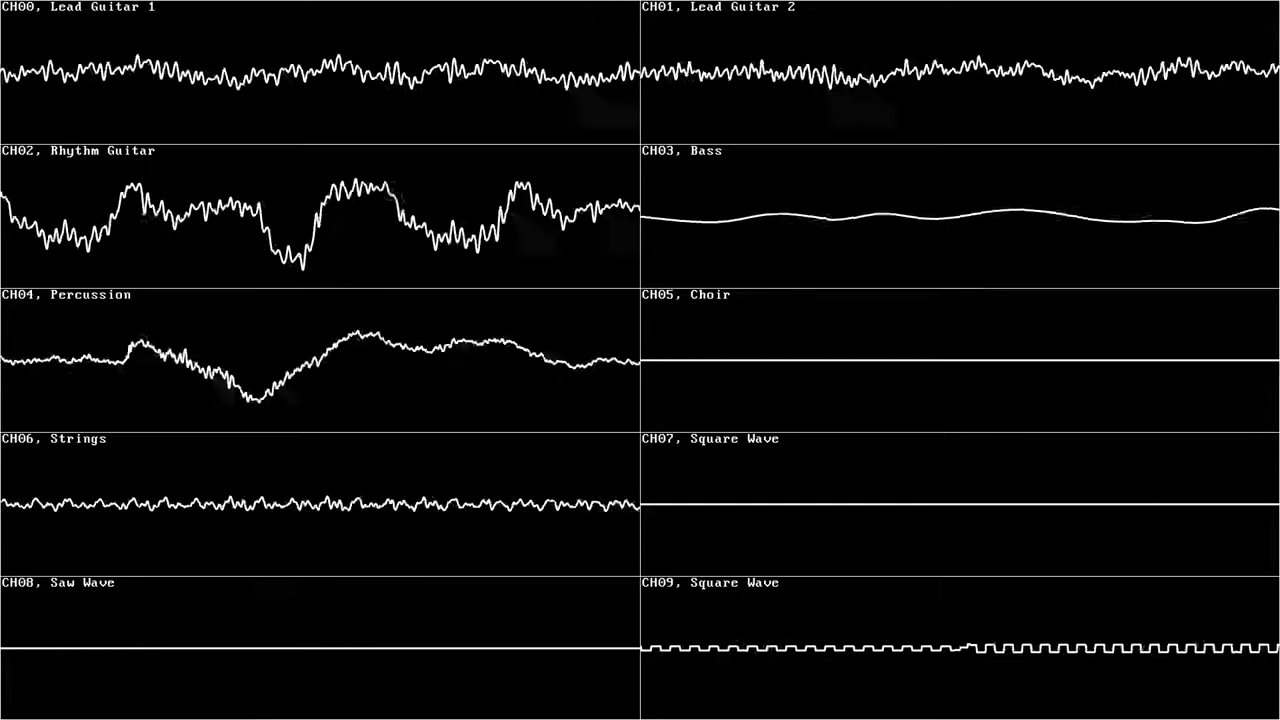 CH00, Lead Guitar 1
CH01, Lead Guitar 2
CH02, Rhythm Guitar
CH03, Bass
CH04, Percussion
CH05, Choir
CH06, Strings
CH07, Square Wave
CH08, Saw Wave
CH09, Square Wave